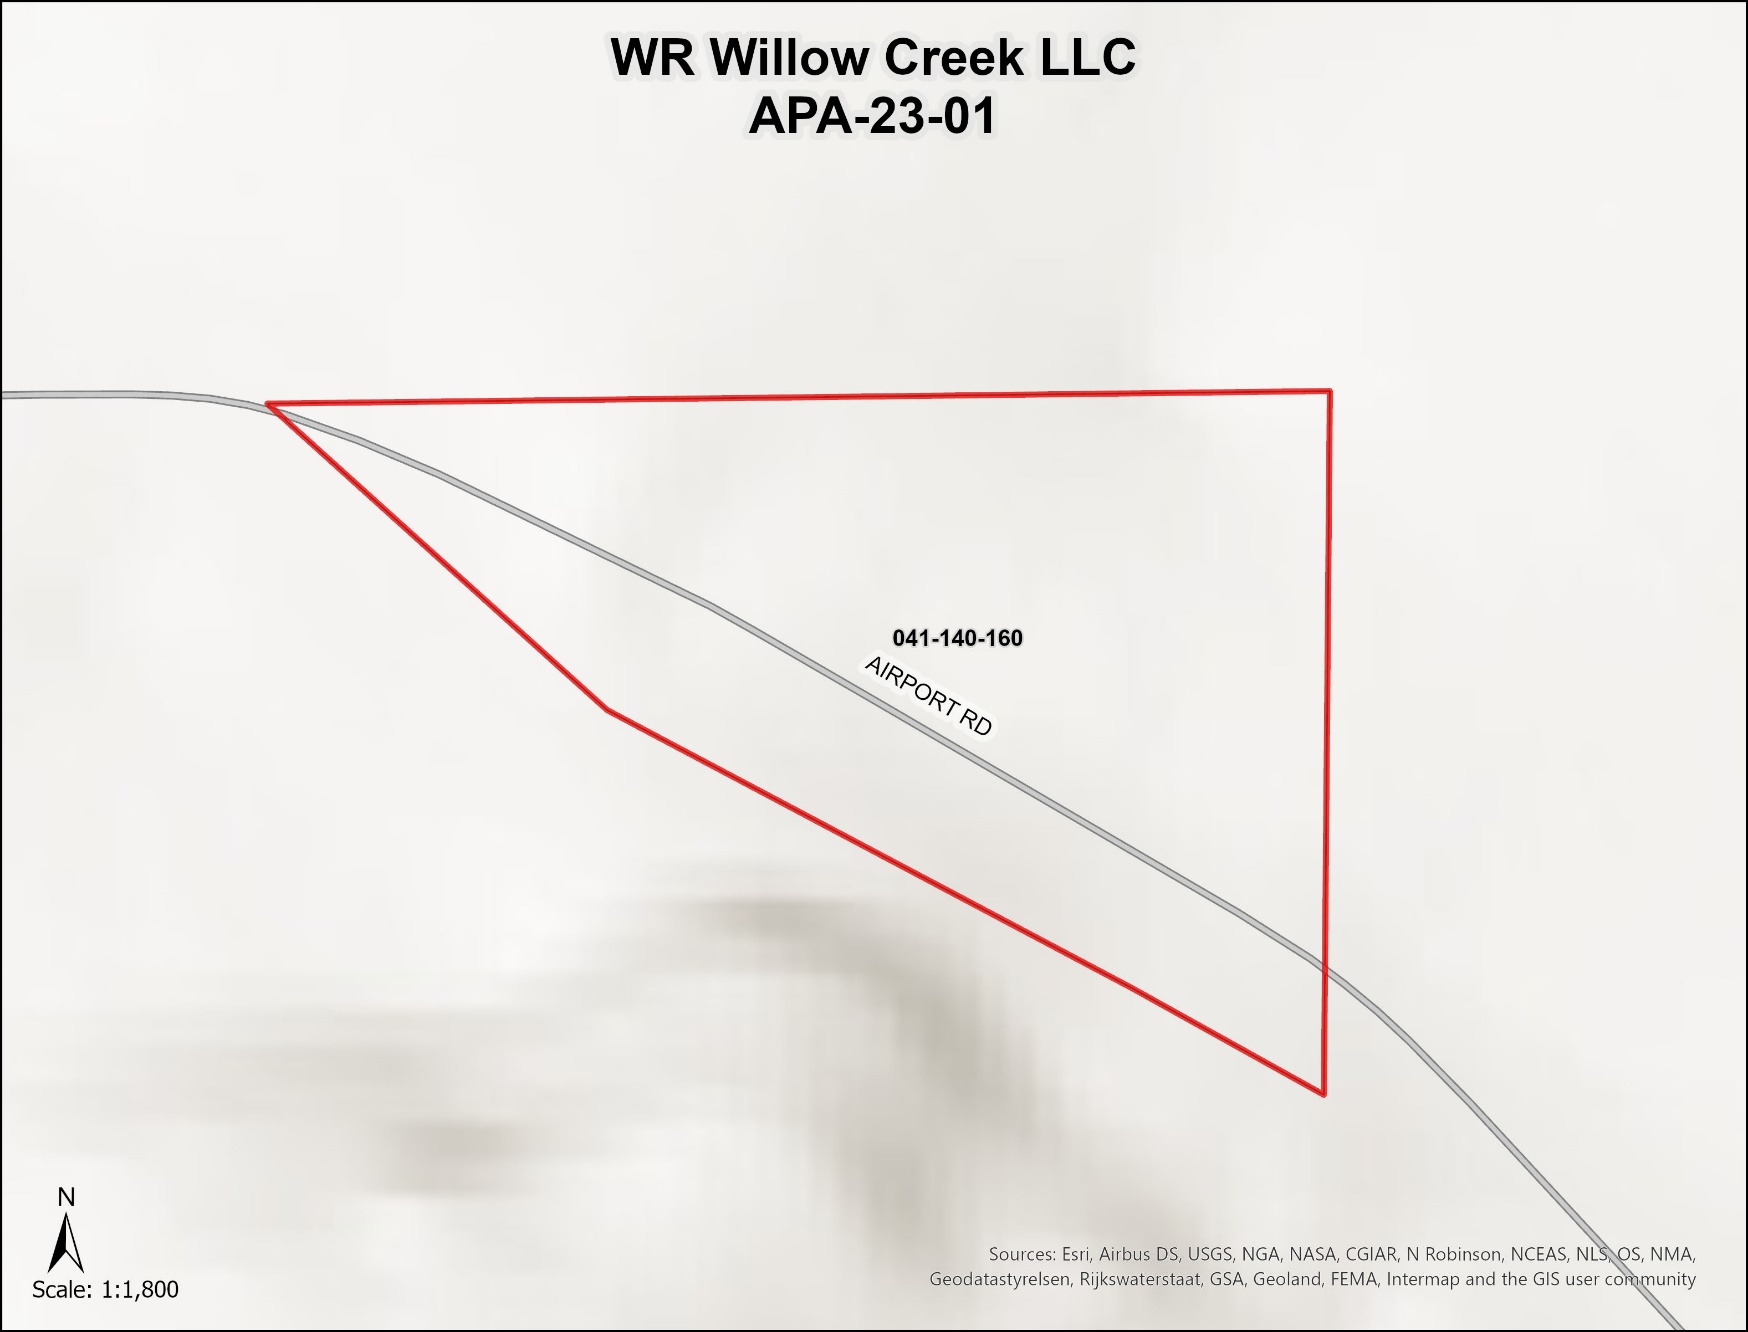 WR Willow Creek LLC
APA-23-01
041-140-160
AIRPORT RD
N
Scale: 1:1,800
Sources: Esri, Airbus DS, USGS, NGA, NASA, CGIAR, N Robinson, NCEAS, NLS, OS, NMA,
Geodatastyrelsen, Rijkswaterstaat, GSA, Geoland, FEMA, Intermap and the GIS user community